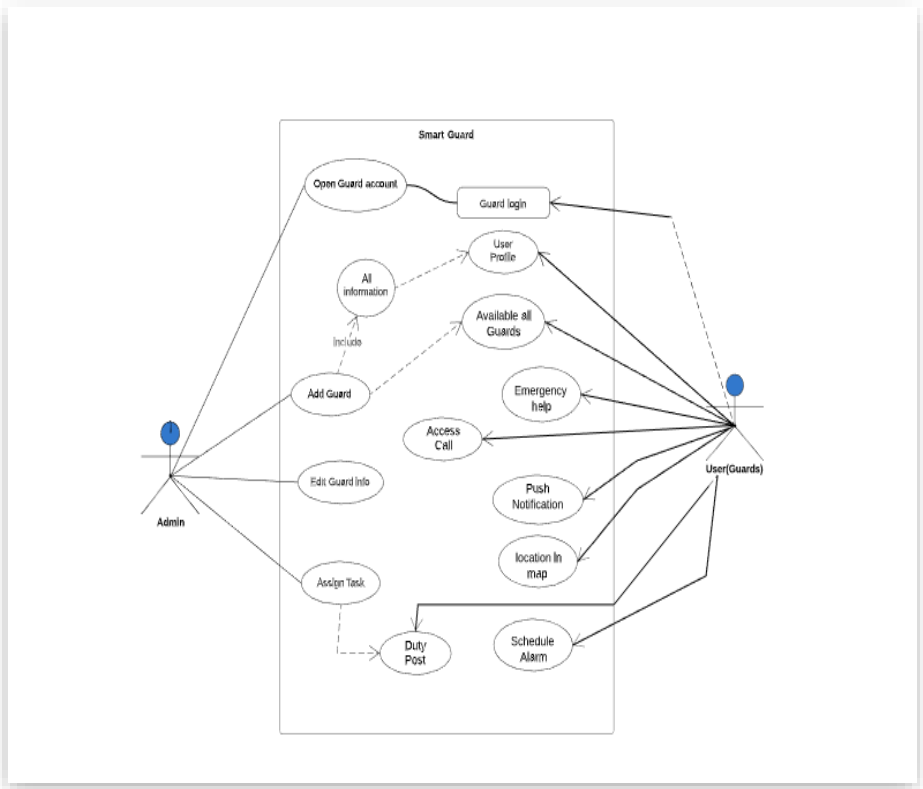 Smart Guard
Open Guard account
Guard login
User
Profile
All
information
Available all
Guards
Include
Add Guard
Emergency
help
Access
Call
User(Guards)
Edit Guard info
Push
Notification
Admin
location in
map
Assign Task
Duty
Post
Schedule
Alarm